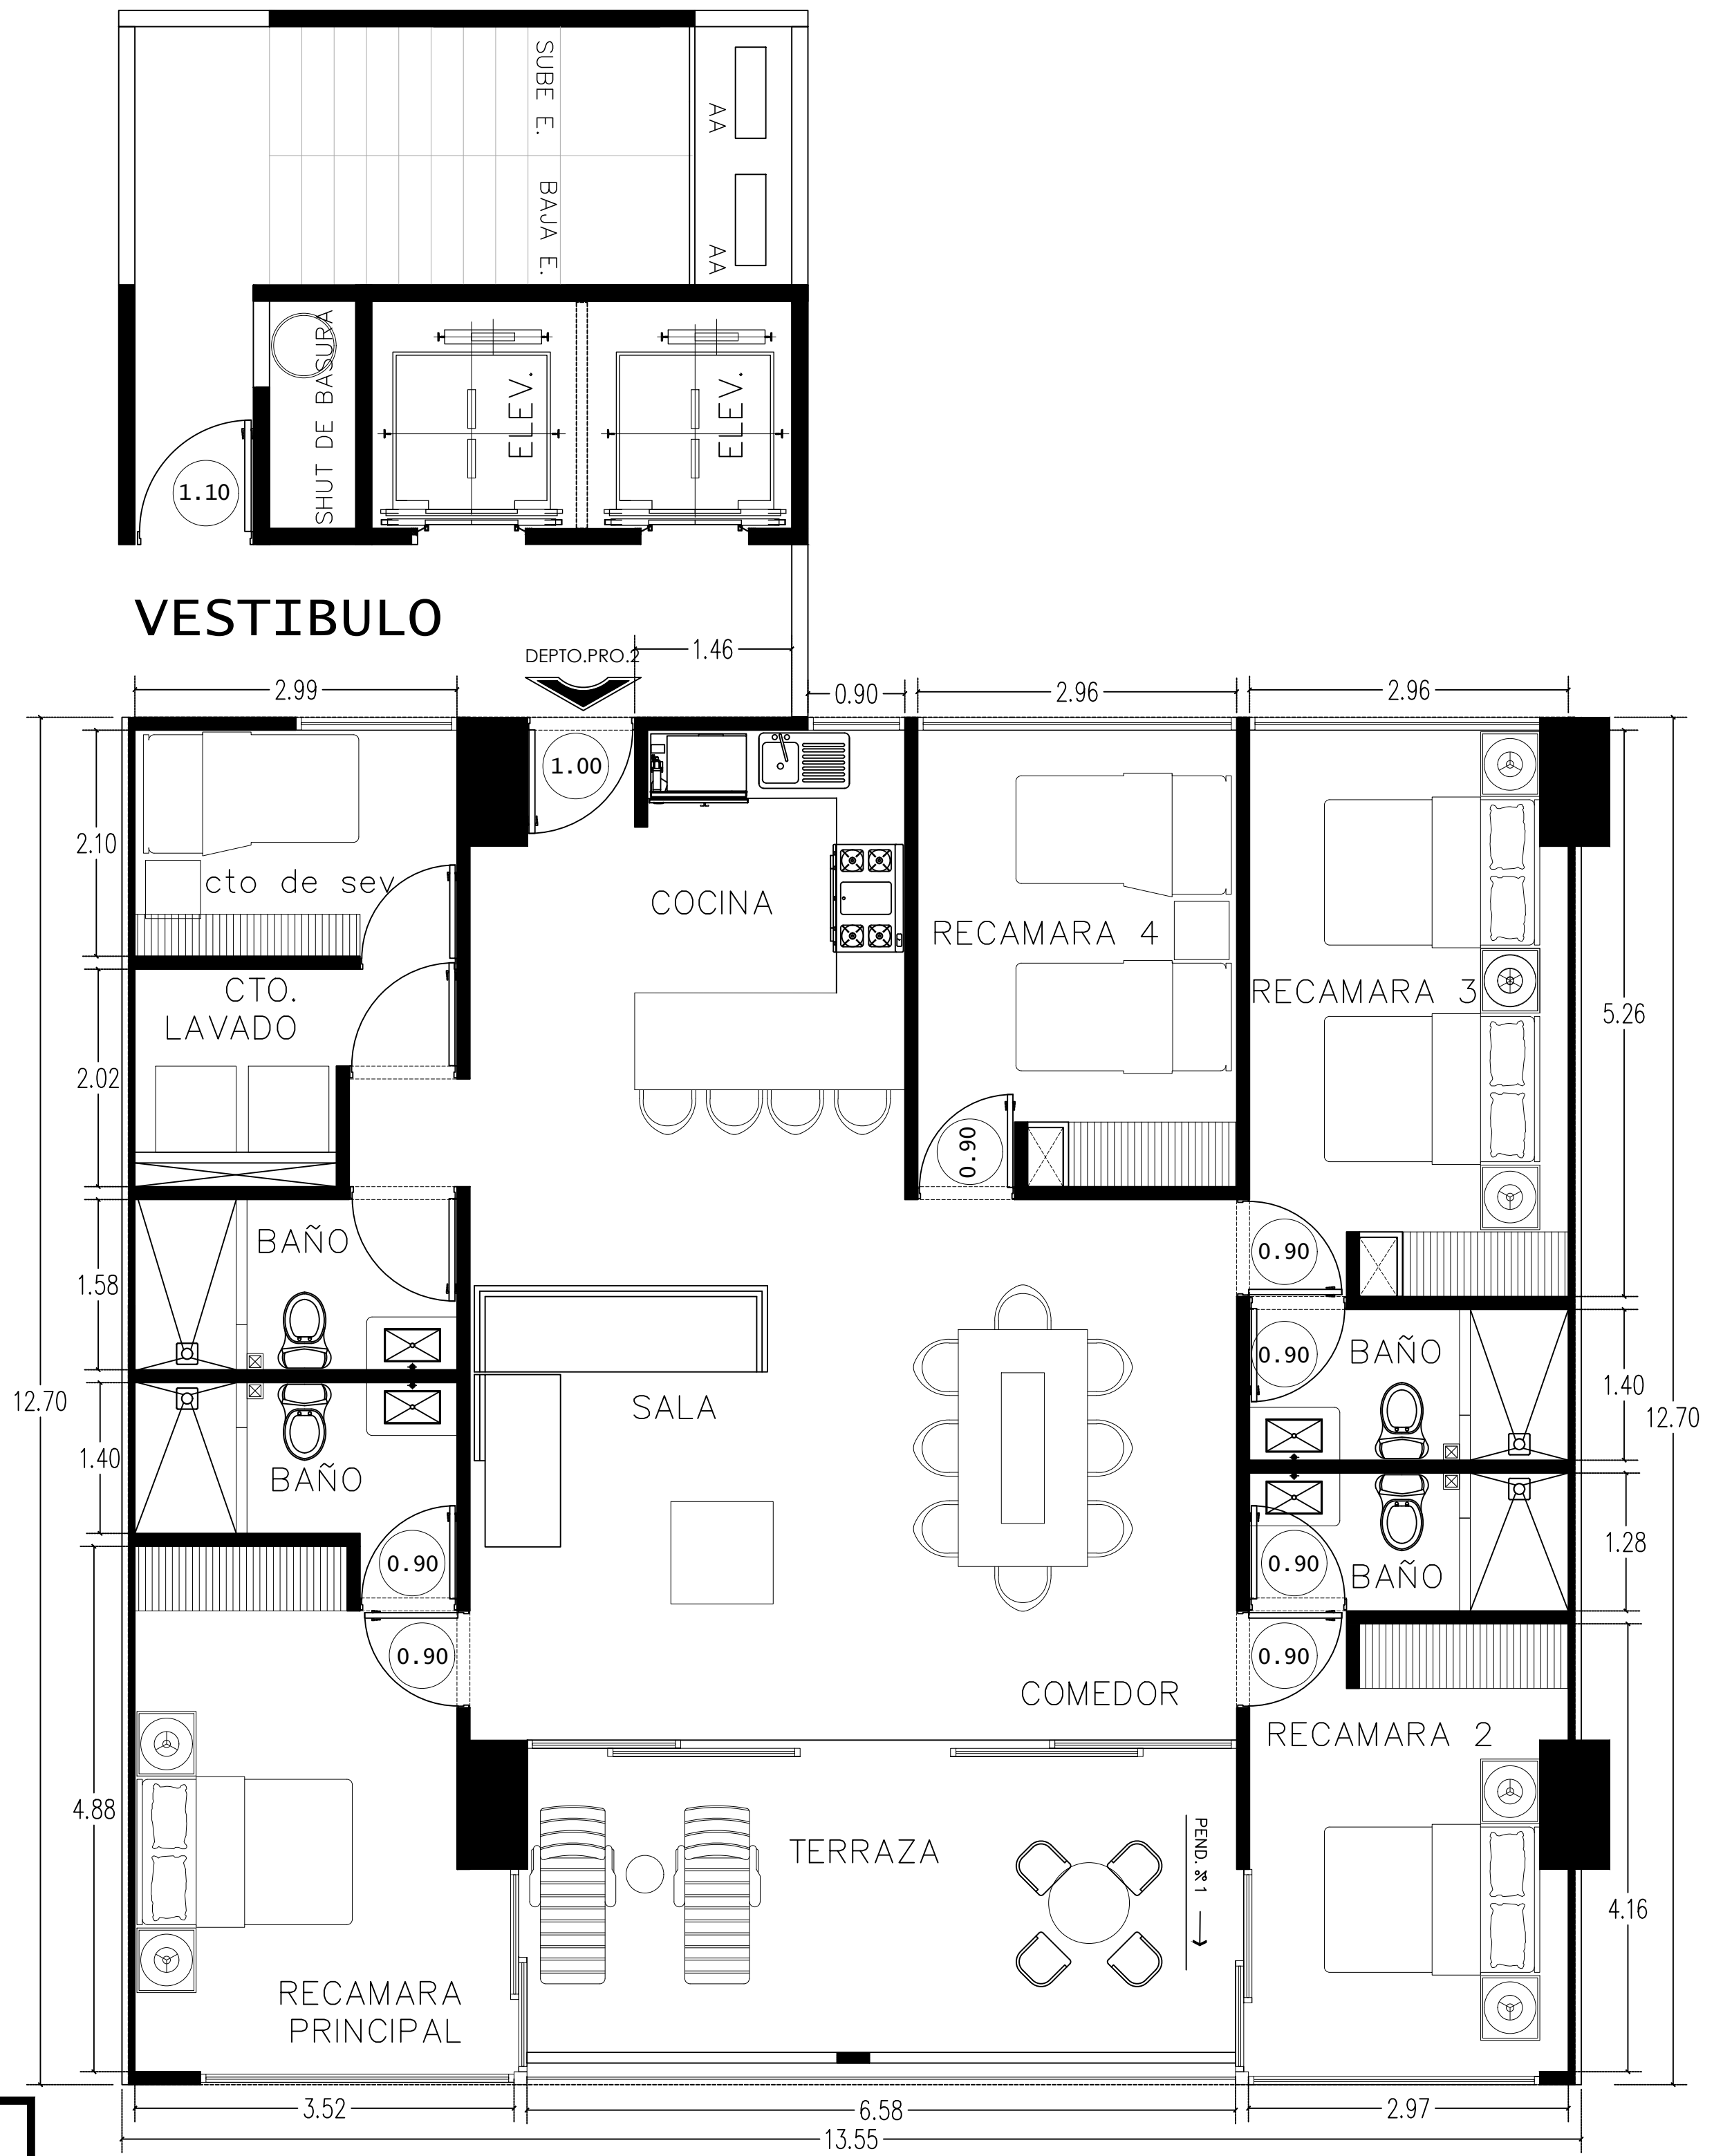 SUBE E.
BAJA E.
AA
AA
SHUT DE BASURA
ELEV.
ELEV.
1.10
VESTIBULO
DEPTO.PRO.2
1.46
2.99
0.90
2.96
2.96
1.00
2.10
cto de sev
COCINA
RECAMARA 4
RECAMARA 3
5.26
CTO.
LAVADO
2.02
0.90
BAÑO
0.90
1.58
BAÑO
0.90
1.40
12.70
SALA
12.70
1.40
BAÑO
0.90
0.90
BAÑO
1.28
0.90
0.90
COMEDOR
RECAMARA 2
4.88
TERRAZA
PEND. %1
4.16
RECAMARA
PRINCIPAL
3.52
6.58
2.97
13.55